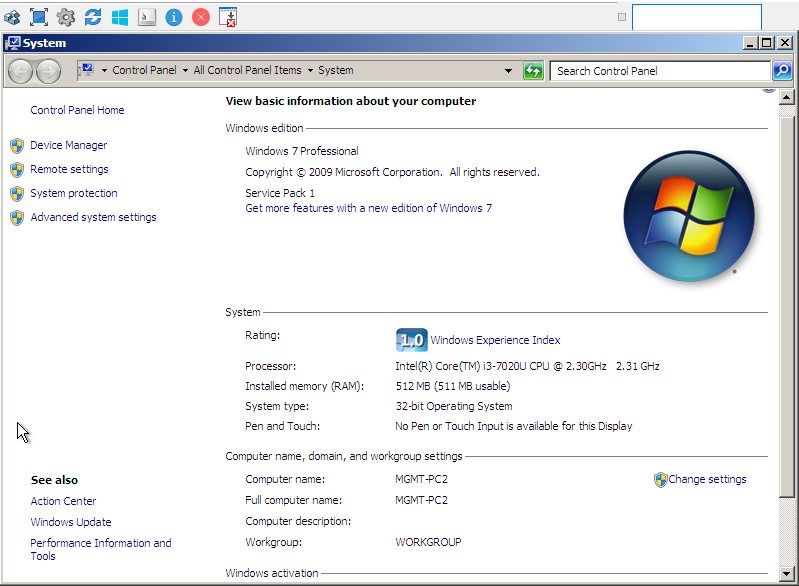 System
Control Panel
All Control Panel Items
System
Search Control Panel
Control Panel Home
Device Manager
Remote settings
System protection
Advanced system settings
See also
Action Center
Windows Update
Performance Information and
Tools
View basic information about your computer
Windows edition
Windows 7 Professional
Copyright © 2009 Microsoft Corporation.  All rights reserved.
Service Pack 1
Get more features with a new edition of Windows 7
System
Rating: 1.0 Windows Experience Index
Processor: Intel(R) Core(TM) i3-7020U CPU @ 2.30GHz   2.31 GHz
Installed memory (RAM): 512 MB (511 MB usable)
System type: 32-bit Operating System
Pen and Touch: No Pen or Touch Input is available for this Display
Computer name, domain, and workgroup settings
Computer name: MGMT-PC2 Change settings
Full computer name: MGMT-PC2
Computer description:
Workgroup: WORKGROUP
Windows activation